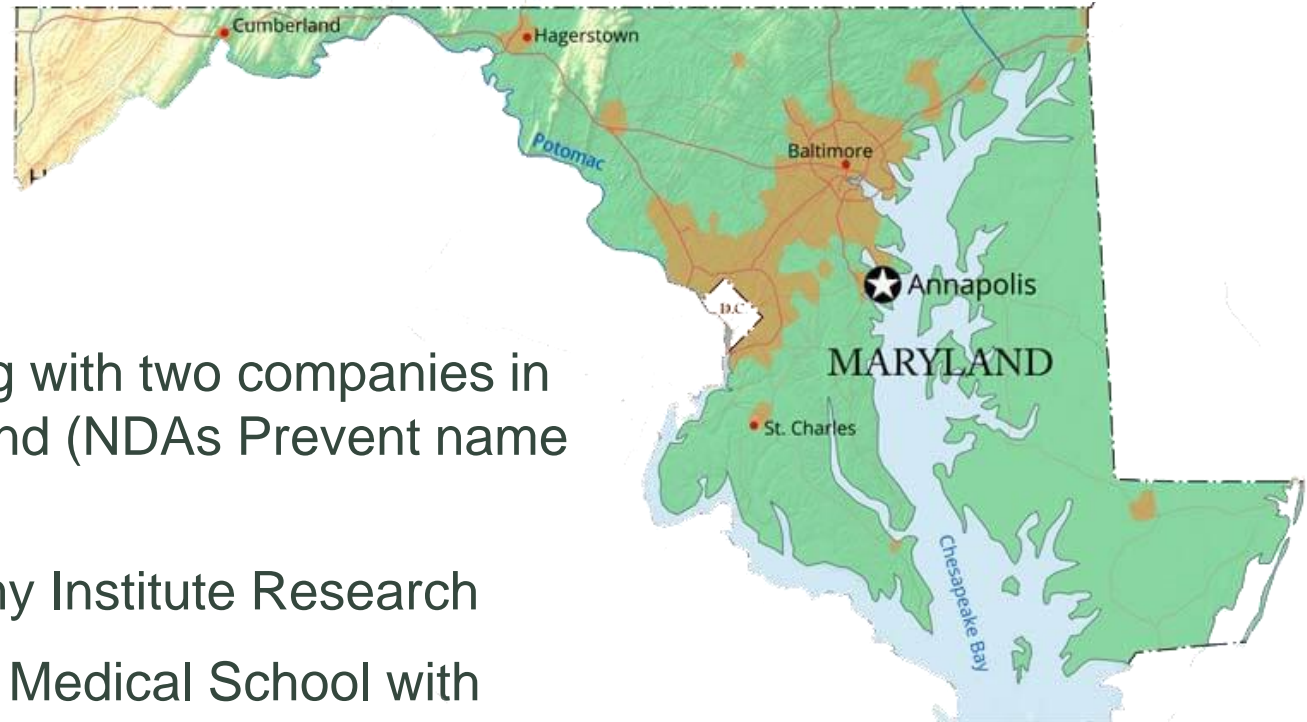 Cumberland
Hagerstown
Potomac
Baltimore
Annapolis
D.C.
MARYLAND
g with two companies in
nd (NDAs Prevent name
St. Charles
Chesapeake Bay
ny Institute Research
Medical School with